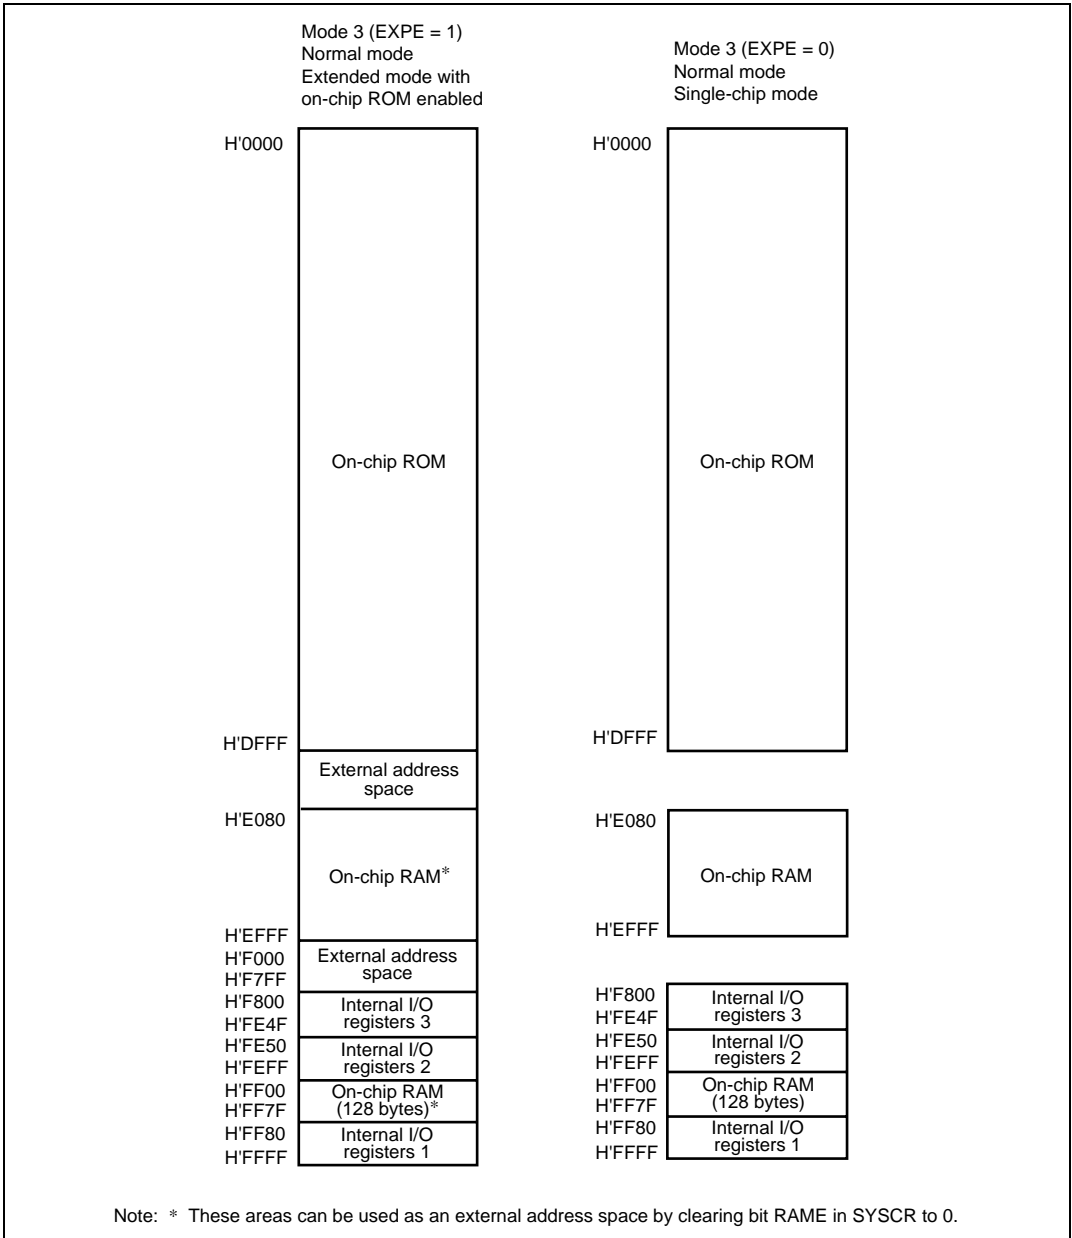 Mode 3 (EXPE = 1)
Normal mode
Extended mode with
on-chip ROM enabled
H'0000
On-chip ROM
H'DFFF
External address
space
H'E080
On-chip RAM*
H'EFFF
H'F000
External address
space
H'F7FF
H'F800
Internal I/O
registers 3
H'FE4F
H'FE50
Internal I/O
registers 2
H'FEFF
H'FF00
On-chip RAM
(128 bytes)*
H'FF7F
H'FF80
Internal I/O
registers 1
H'FFFF
Mode 3 (EXPE = 0)
Normal mode
Single-chip mode
H'0000
On-chip ROM
H'DFFF
H'E080
On-chip RAM
H'EFFF
H'F800
Internal I/O
registers 3
H'FE4F
H'FE50
Internal I/O
registers 2
H'FEFF
H'FF00
On-chip RAM
(128 bytes)
H'FF7F
H'FF80
Internal I/O
registers 1
H'FFFF
Note: * These areas can be used as an external address space by clearing bit RAME in SYSCR to 0.